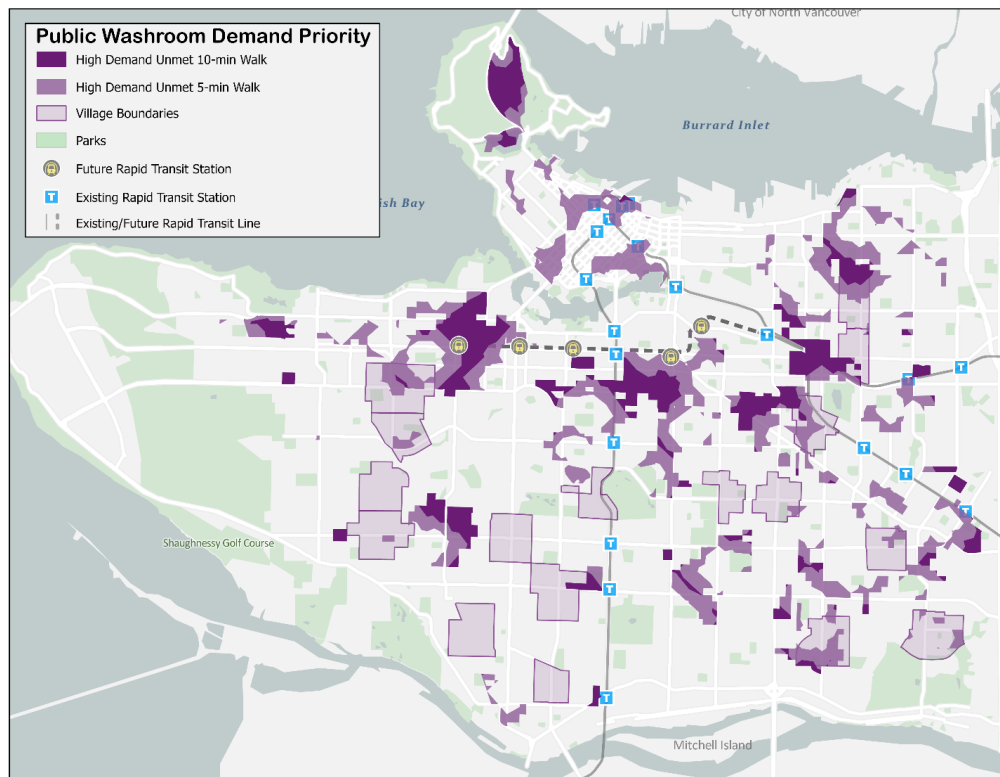 City of North Vancouver
Public Washroom Demand Priority
High Demand Unmet 10-min Walk
High Demand Unmet 5-min Walk
Village Boundaries
Parks
Future Rapid Transit Station
T Existing Rapid Transit Station
Existing/Future Rapid Transit Line
Burrard Inlet
ish Bay
Shaughnessy Golf Course
Mitchell Island